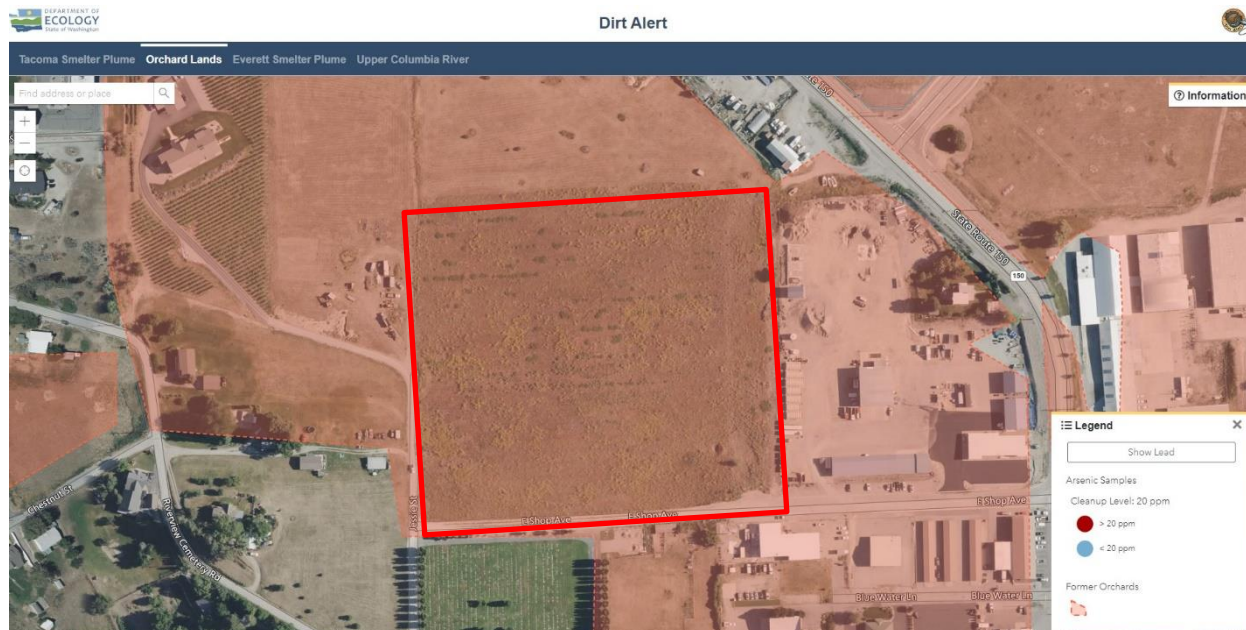 DEPARTMENT OF
ECOLOGY
State of Washington
Dirt Alert
Tacoma Smelter Plume Orchard Lands Everett Smelter Plume Upper Columbia River
Find address or place
Information
State Route 150
150
Jessie St
E Shop Ave
E Shop Ave
E Shop Ave
Chestnut St
Riverview Cemetery Rd
Blue Water Ln
Blue Water Ln
Legend
Show Lead
Arsenic Samples
Cleanup Level: 20 ppm
> 20 ppm
< 20 ppm
Former Orchards